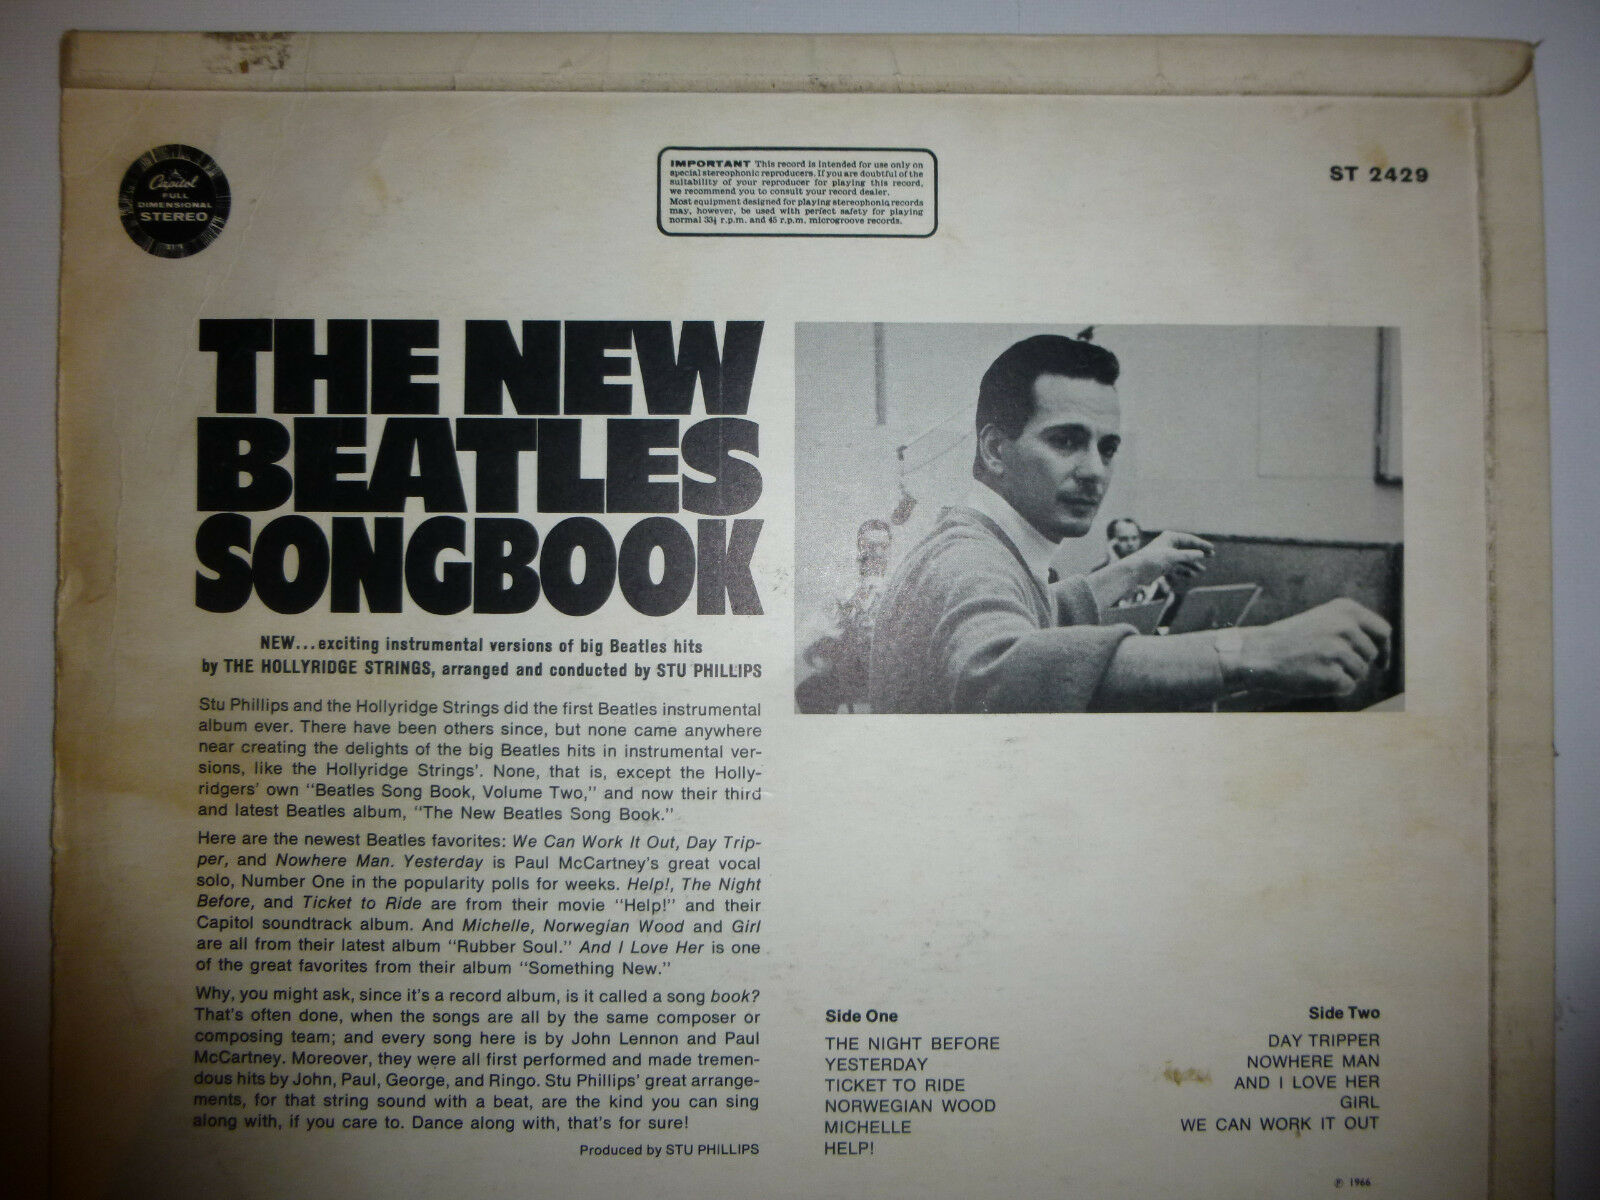 Capitol
FULL
DIMENSIONAL
STEREO
IMPORTANT This record is intended for use only on
special stereophonic reproducers. If you are doubtful of the
suitability of your reproducer for playing this record,
we recommend you to consult your record dealer.
Most equipment designed for playing stereophonic records
may, however, be used with perfect safety for playing
normal 33⅓ r.p.m. and 45 r.p.m. microgroove records.
ST 2429
THE NEW
BEATLES
SONGBOOK
NEW...exciting instrumental versions of big Beatles hits
by THE HOLLYRIDGE STRINGS, arranged and conducted by STU PHILLIPS
Stu Phillips and the Hollyridge Strings did the first Beatles instrumental
album ever. There have been others since, but none came anywhere
near creating the delights of the big Beatles hits in instrumental ver-
sions, like the Hollyridge Strings'. None, that is, except the Holly-
ridgers' own "Beatles Song Book, Volume Two," and now their third
and latest Beatles album, "The New Beatles Song Book."
Here are the newest Beatles favorites: We Can Work It Out, Day Trip-
per, and Nowhere Man. Yesterday is Paul McCartney's great vocal
solo, Number One in the popularity polls for weeks. Help!, The Night
Before, and Ticket to Ride are from their movie "Help!" and their
Capitol soundtrack album. And Michelle, Norwegian Wood and Girl
are all from their latest album "Rubber Soul." And I Love Her is one
of the great favorites from their album "Something New."
Why, you might ask, since it's a record album, is it called a song book?
That's often done, when the songs are all by the same composer or
composing team; and every song here is by John Lennon and Paul
McCartney. Moreover, they were all first performed and made tremen-
dous hits by John, Paul, George, and Ringo. Stu Phillips' great arrange-
ments, for that string sound with a beat, are the kind you can sing
along with, if you care to. Dance along with, that's for sure!
Produced by STU PHILLIPS
Side One
THE NIGHT BEFORE
YESTERDAY
TICKET TO RIDE
NORWEGIAN WOOD
MICHELLE
HELP!
Side Two
DAY TRIPPER
NOWHERE MAN
AND I LOVE HER
GIRL
WE CAN WORK IT OUT
℗ 1966